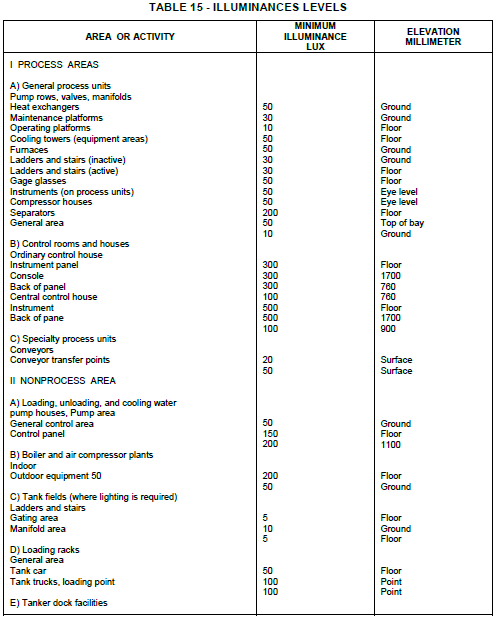 TABLE 15 - ILLUMINANCES LEVELS
AREA OR ACTIVITY MINIMUM ILLUMINANCE LUX ELEVATION MILLIMETER
I PROCESS AREAS
A) General process units
Pump rows, valves, manifolds
Heat exchangers 50 Ground
Maintenance platforms 30 Ground
Operating platforms 10 Floor
Cooling towers (equipment areas) 50 Floor
Furnaces 50 Ground
Ladders and stairs (inactive) 30 Ground
Ladders and stairs (active) 30 Floor
Gage glasses 50 Floor
Instruments (on process units) 50 Eye level
Compressor houses 50 Eye level
Separators 200 Floor
General area 50 Top of bay
10 Ground
B) Control rooms and houses
Ordinary control house
Instrument panel 300 Floor
Console 300 1700
Back of panel 300 760
Central control house 100 760
Instrument 500 Floor
Back of pane 500 1700
100 900
C) Specialty process units
Conveyors
Conveyor transfer points 20 Surface
50 Surface
II NONPROCESS AREA
A) Loading, unloading, and cooling water
pump houses, Pump area
General control area 50 Ground
Control panel 150 Floor
200 1100
B) Boiler and air compressor plants
Indoor
Outdoor equipment 50 200 Floor
50 Ground
C) Tank fields (where lighting is required)
Ladders and stairs
Gating area 5 Floor
Manifold area 10 Ground
5 Floor
D) Loading racks
General area
Tank car 50 Floor
Tank trucks, loading point 100 Point
100 Point
E) Tanker dock facilities